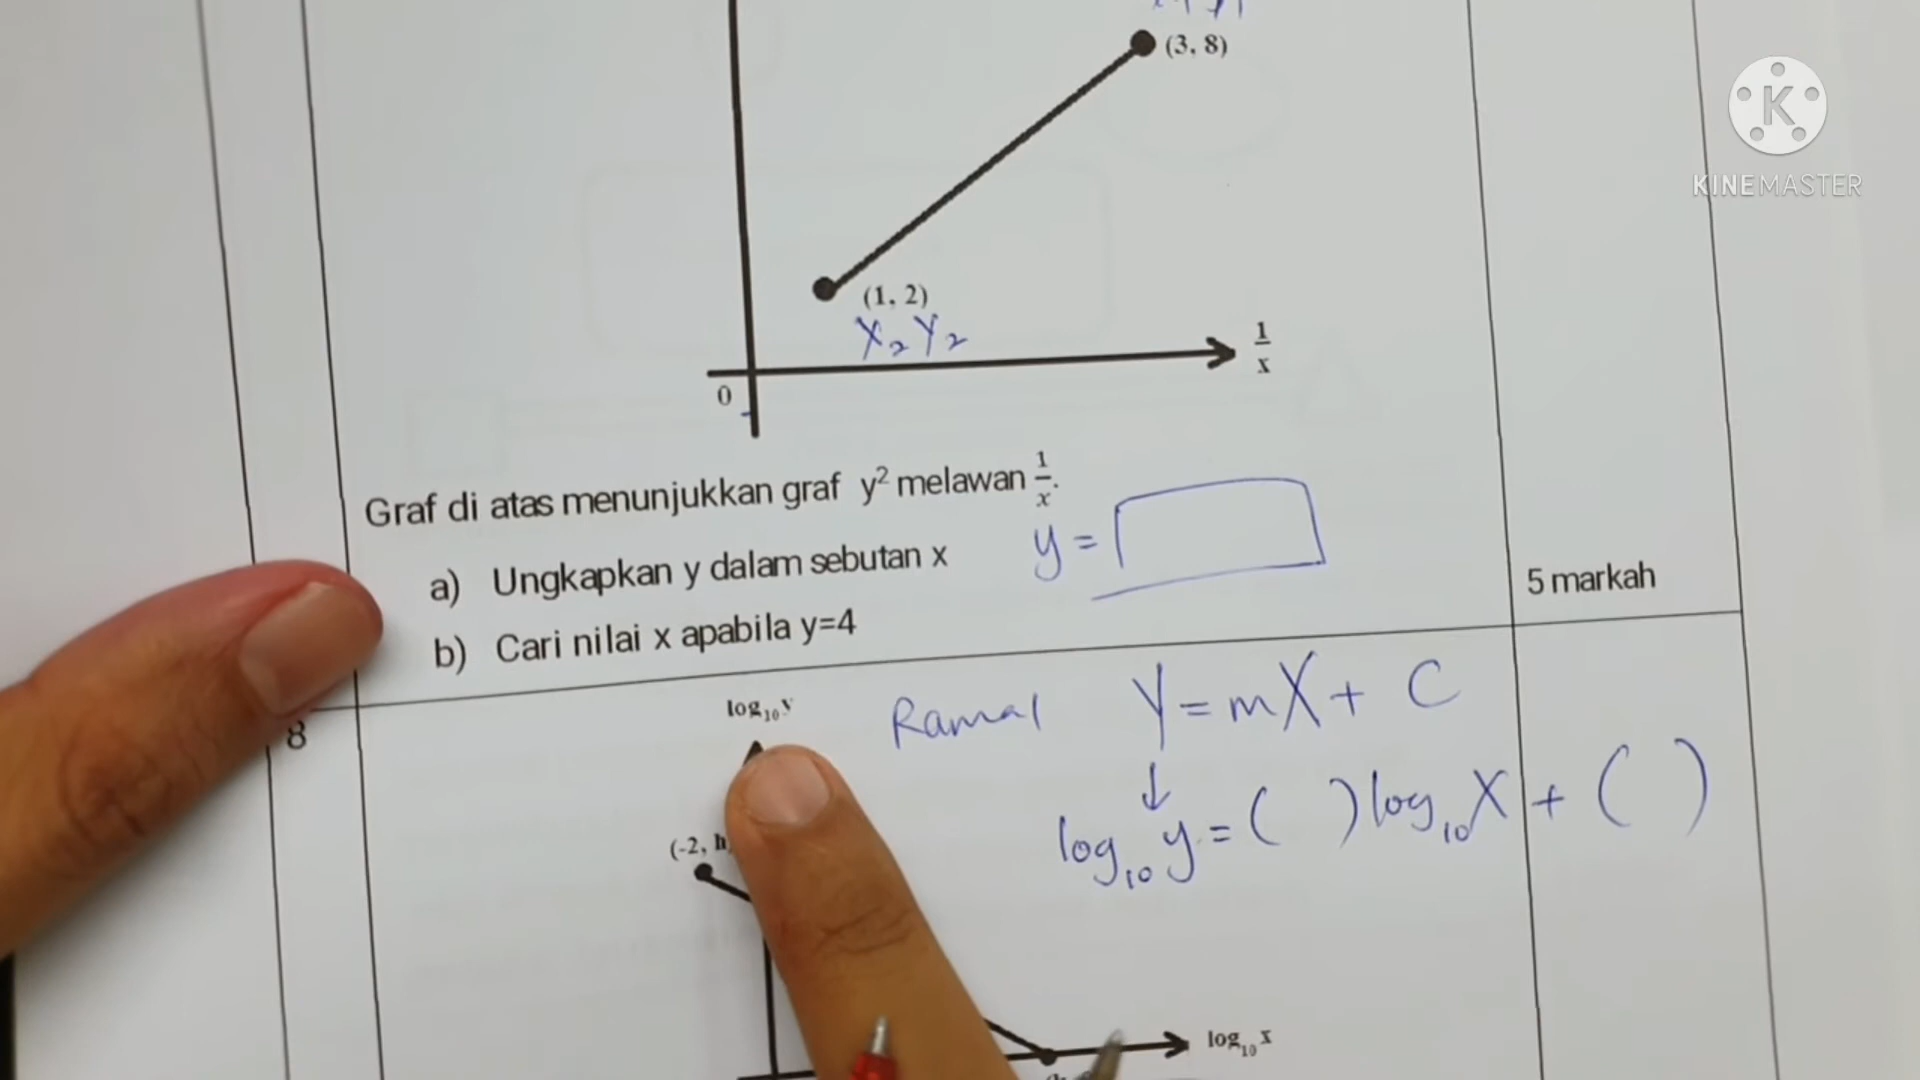 (3, 8)
K
KINEMASTER
(1, 2)
X₂ Y₂
1
x
0
Graf di atas menunjukkan graf y² melawan 1/x.
y =
a) Ungkapkan y dalam sebutan x
5 markah
b) Cari nilai x apabila y=4
8
log₁₀y
Ramal Y = mX + C
log₁₀ y = ( ) log₁₀ X + ( )
(-2, h
log₁₀x